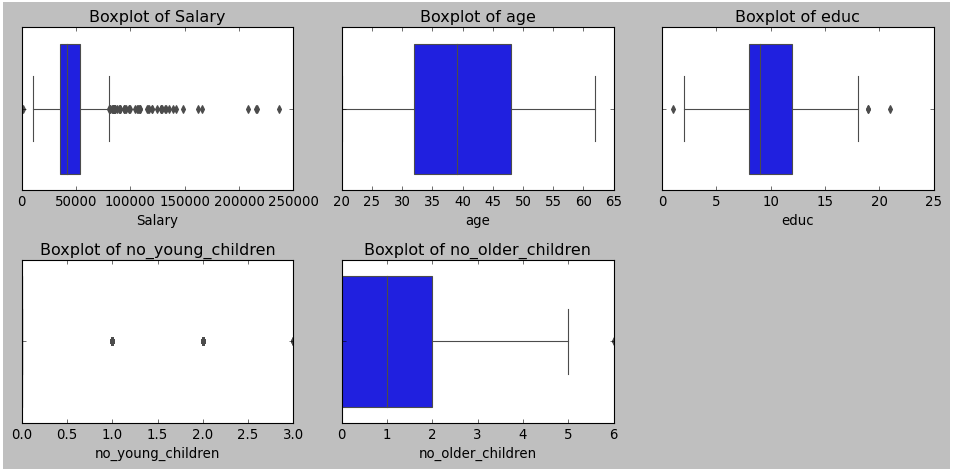 Boxplot of Salary
Boxplot of age
Boxplot of educ
0 50000 100000 150000 200000 250000
20 25 30 35 40 45 50 55 60 65
0 5 10 15 20 25
Salary
age
educ
Boxplot of no_young_children
Boxplot of no_older_children
0.0 0.5 1.0 1.5 2.0 2.5 3.0
0 1 2 3 4 5 6
no_young_children
no_older_children